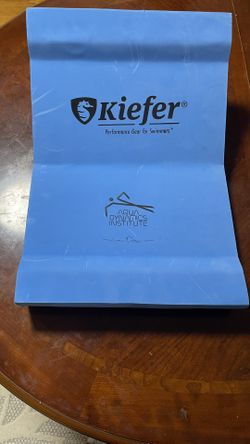 Kiefer®
Performance Gear for Swimmers™
AQUA
DYNAMICS
INSTITUTE